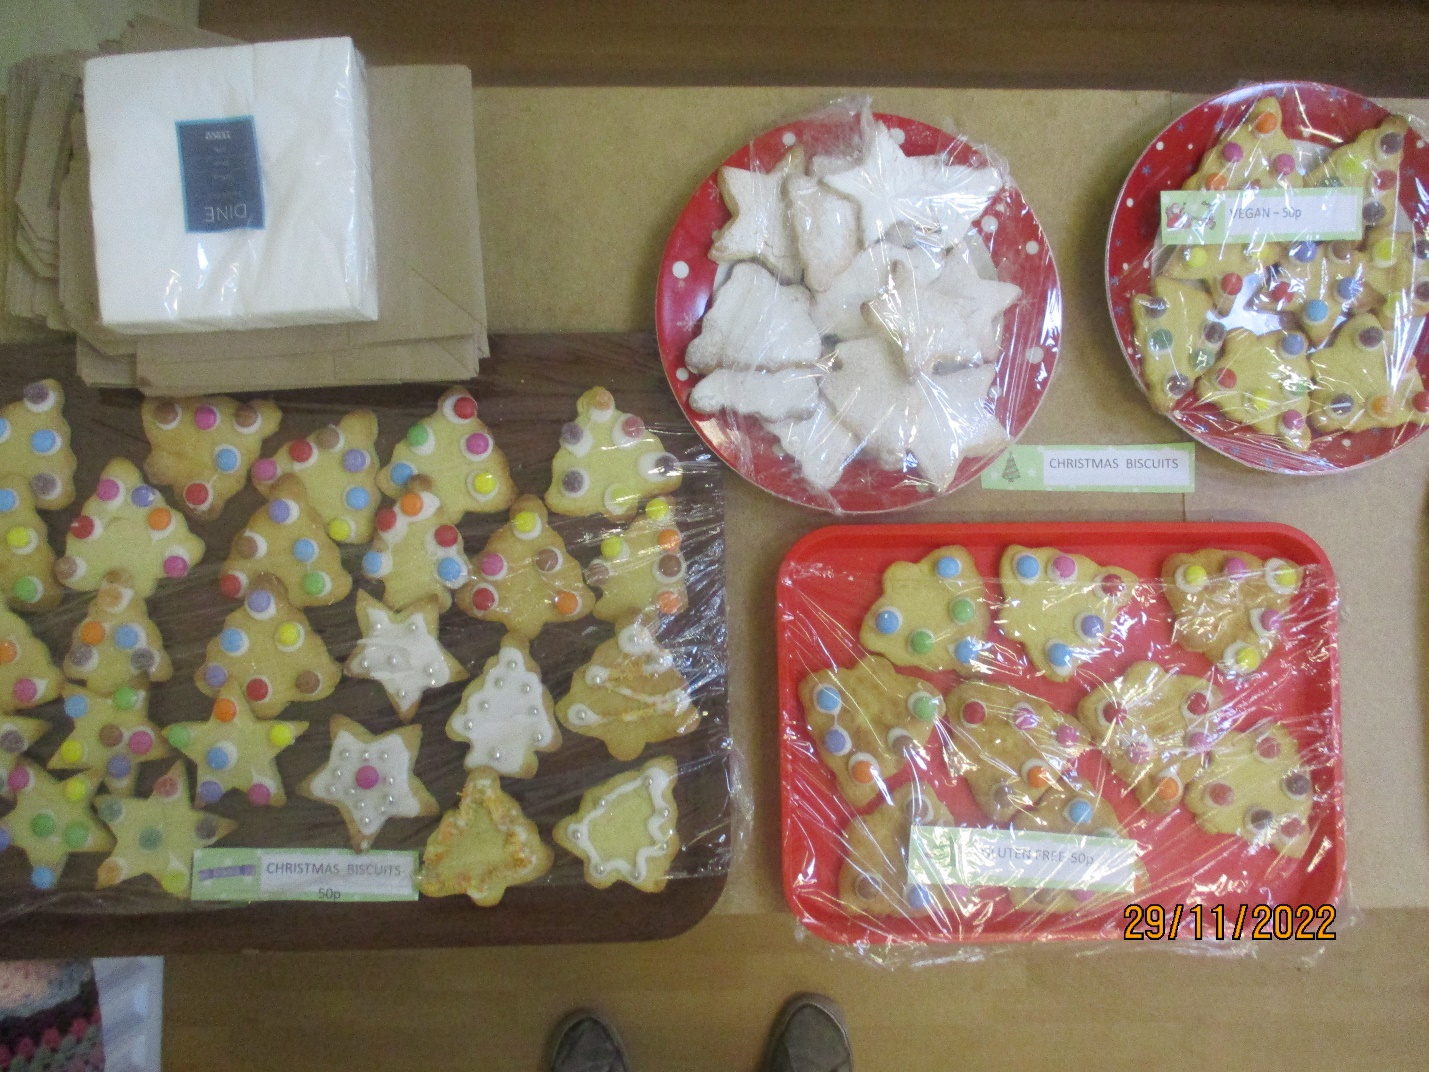 DINE
VEGAN – 50p
CHRISTMAS BISCUITS
GLUTEN FREE 50p
CHRISTMAS BISCUITS
50p
29/11/2022